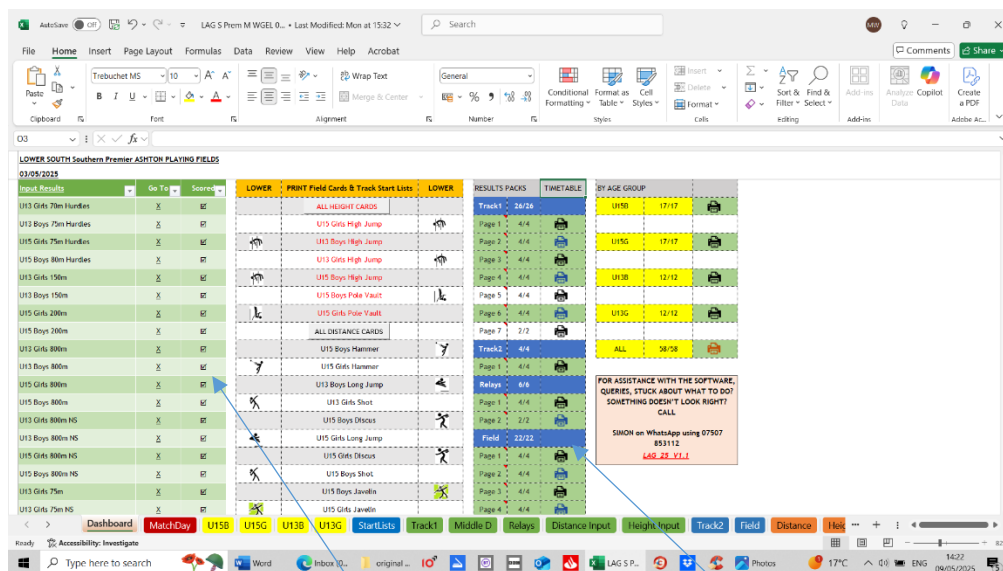 AutoSave Off LAG S Prem M WGEL 0... • Last Modified: Mon at 15:32 Search MW
File Home Insert Page Layout Formulas Data Review View Help Acrobat Comments Share
Paste Trebuchet MS 10 A^ A˅ Wrap Text General Conditional Format as Cell Insert Sort & Find & Add-ins Analyze Copilot Create
B I U A Merge & Center % 9 Formatting Table Styles Delete Filter Select Data a PDF
Format
Clipboard Font Alignment Number Styles Cells Editing Add-ins Adobe Ac...
O3 fx
LOWER SOUTH Southern Premier ASHTON PLAYING FIELDS
03/05/2025
Input Results Go To Scored LOWER PRINT Field Cards & Track Start Lists LOWER RESULTS PACKS TIMETABLE BY AGE GROUP
U13 Girls 70m Hurdles X ALL HEIGHT CARDS Track1 26/26 U15B 17/17
U13 Boys 75m Hurdles X U15 Girls High Jump Page 1 4/4
U15 Girls 75m Hurdles X U13 Boys High Jump Page 2 4/4 U15G 17/17
U15 Boys 80m Hurdles X U13 Girls High Jump Page 3 4/4
U13 Girls 150m X U15 Boys High Jump Page 4 4/4 U13B 12/12
U13 Boys 150m X U15 Boys Pole Vault Page 5 4/4
U15 Girls 200m X U15 Girls Pole Vault Page 6 4/4 U13G 12/12
U15 Boys 200m X ALL DISTANCE CARDS Page 7 2/2
U13 Girls 800m X U15 Boys Hammer Track2 4/4 ALL 58/58
U13 Boys 800m X U15 Girls Hammer Page 1 4/4
U15 Girls 800m X U13 Boys Long Jump Relays 6/6
U15 Boys 800m X U13 Girls Shot Page 1 4/4
U13 Girls 800m NS X U15 Boys Discus Page 2 2/2
U13 Boys 800m NS X U15 Girls Long Jump Field 22/22
U15 Girls 800m NS X U15 Girls Discus Page 1 4/4
U15 Boys 800m NS X U15 Boys Shot Page 2 4/4
U13 Girls 75m X U15 Boys Javelin Page 3 4/4
U13 Girls 75m NS X U15 Girls Javelin Page 4 4/4
FOR ASSISTANCE WITH THE SOFTWARE,
QUERIES, STUCK ABOUT WHAT TO DO?
SOMETHING DOESN'T LOOK RIGHT?
CALL
SIMON on WhatsApp using 07507
853112
LAG 25 V1.1
Dashboard MatchDay U15B U15G U13B U13G StartLists Track1 Middle D Relays Distance Input Height Input Track2 Field Distance Heig ...
Ready Accessibility: Investigate 82
Type here to search Word Inbox (0... original ... LAG S P... Photos 17°C ENG 14:22
09/05/2025